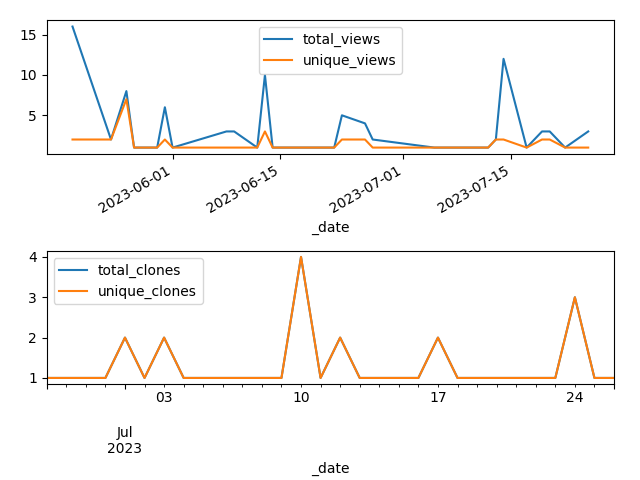 15
10
5
total_views
unique_views
2023-06-01
2023-06-15
2023-07-01
2023-07-15
_date
4
3
2
1
total_clones
unique_clones
03
10
17
24
Jul
2023
_date